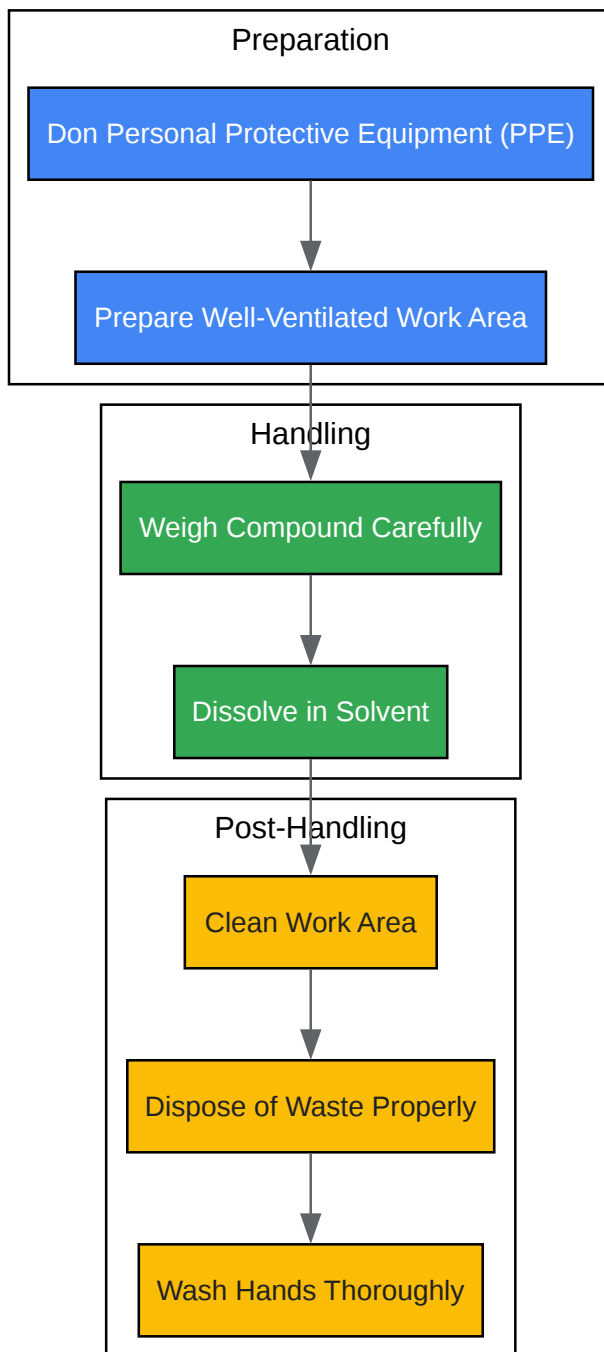 Preparation
Don Personal Protective Equipment (PPE)
Prepare Well-Ventilated Work Area
Handling
Weigh Compound Carefully
Dissolve in Solvent
Post-Handling
Clean Work Area
Dispose of Waste Properly
Wash Hands Thoroughly